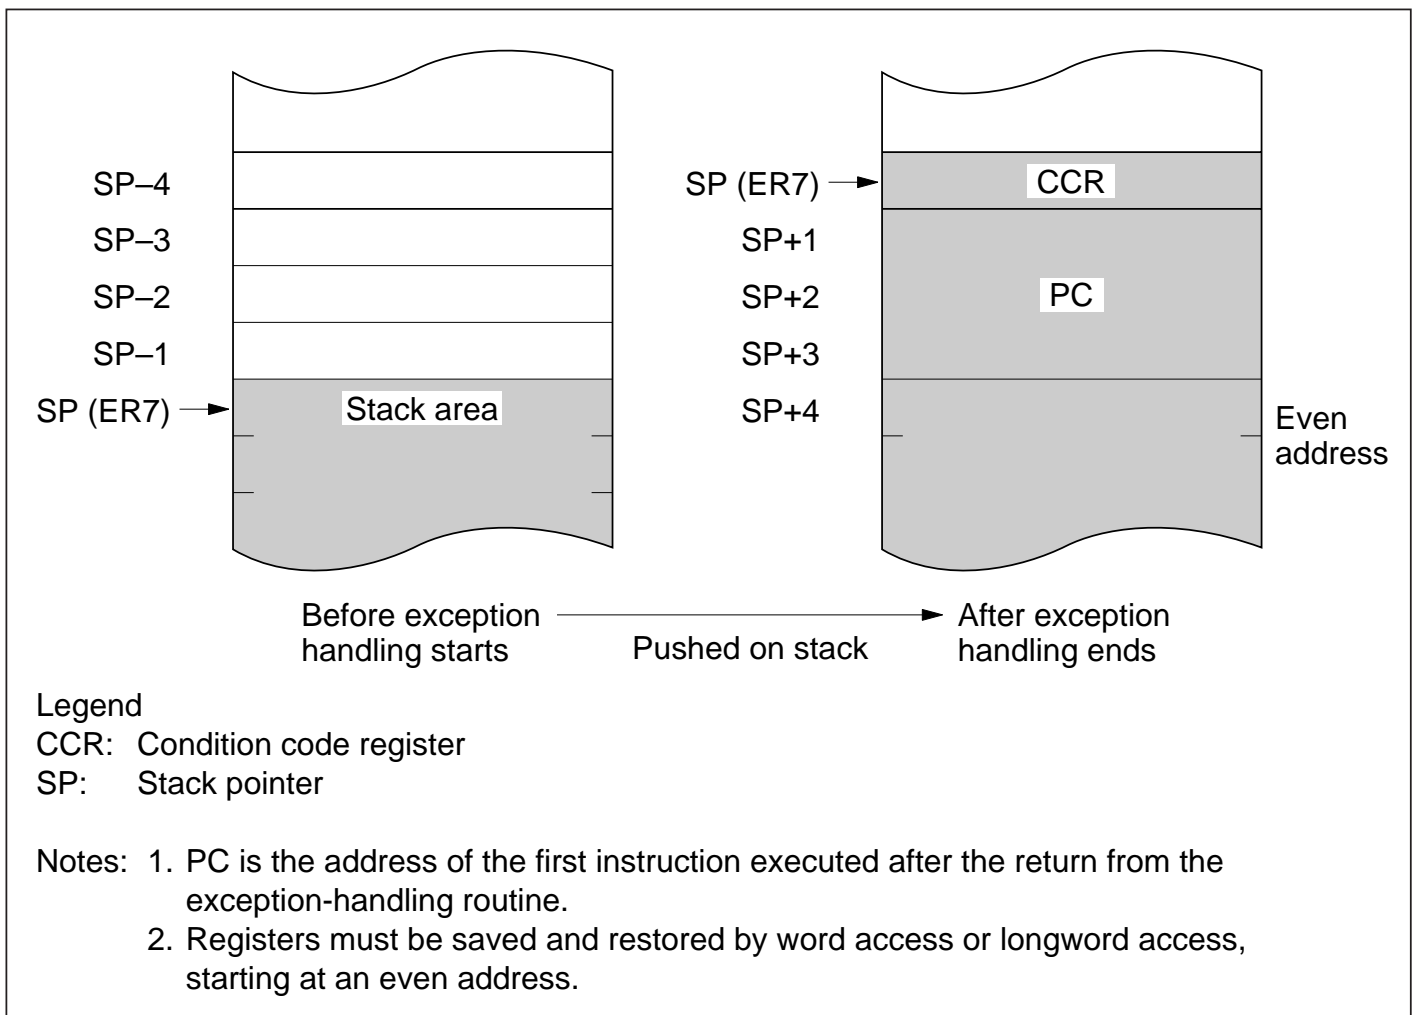 SP–4
SP–3
SP–2
SP–1
SP (ER7)
Stack area
SP (ER7)
SP+1
SP+2
SP+3
SP+4
CCR
PC
Even
address
Before exception
handling starts
Pushed on stack
After exception
handling ends
Legend
CCR: Condition code register
SP: Stack pointer
Notes: 1. PC is the address of the first instruction executed after the return from the
exception-handling routine.
2. Registers must be saved and restored by word access or longword access,
starting at an even address.